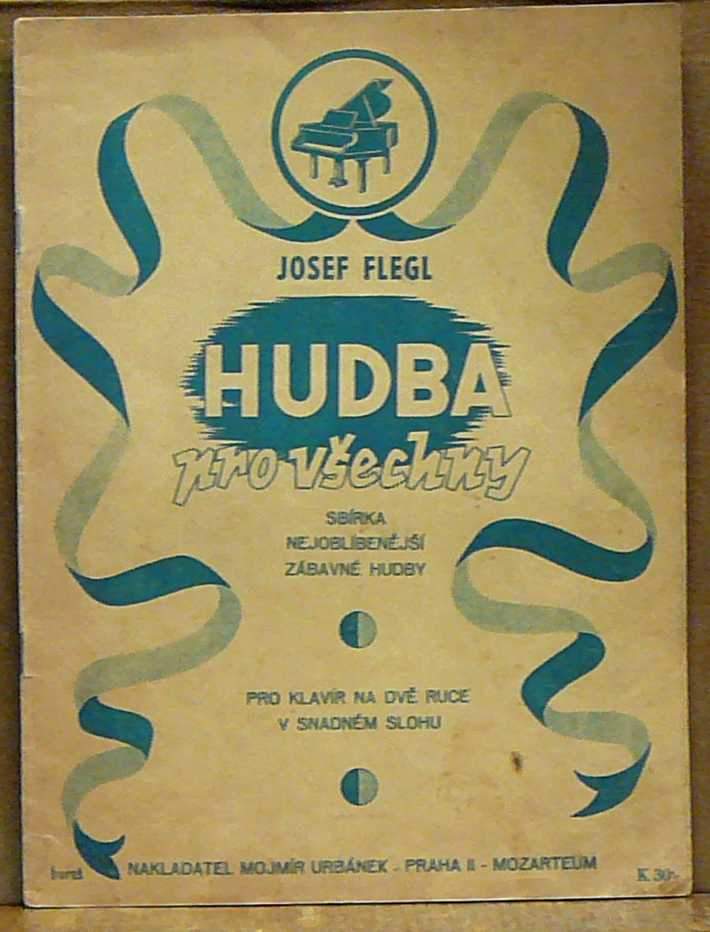 JOSEF FLEGL
HUDBA
pro všechny
SBÍRKA
NEJOBLÍBENĚJŠÍ
ZÁBAVNÉ HUDBY
PRO KLAVÍR NA DVĚ RUCE
V SNADNÉM SLOHU
NAKLADATEL MOJMÍR URBÁNEK - PRAHA II - MOZARTEUM
K 30·-